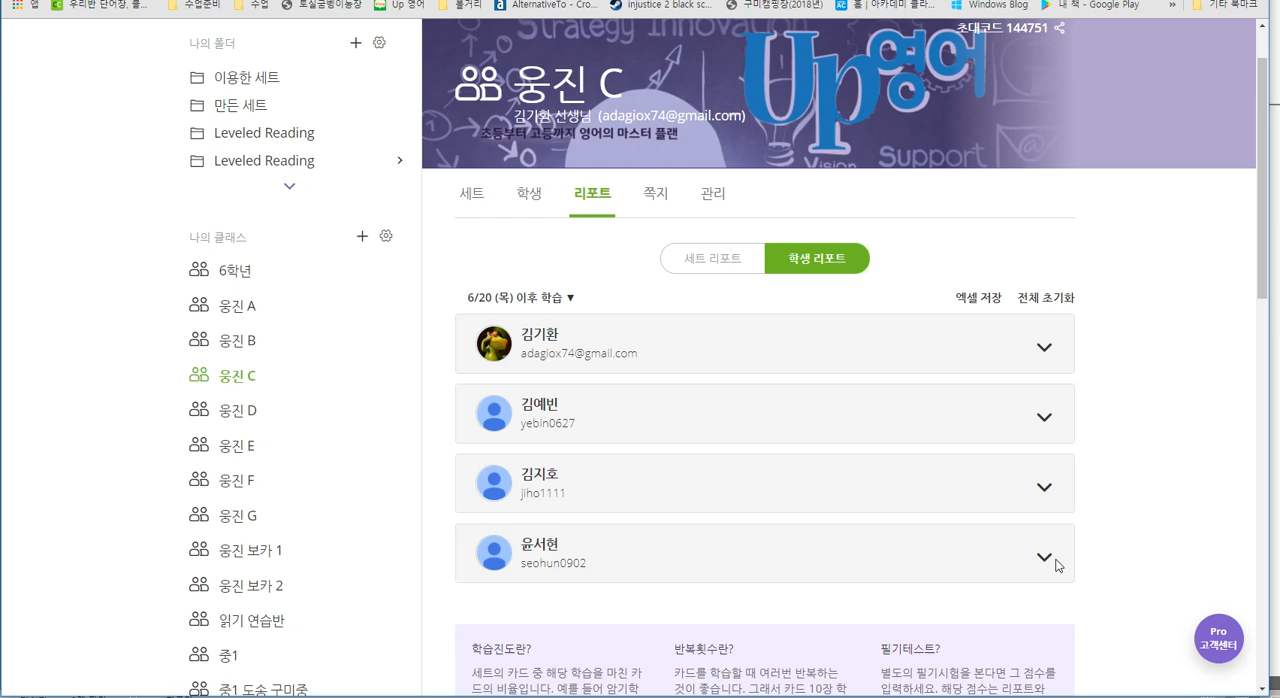 앱
우리반 단어장, 클...
수업준비
수업
토실굼벵이농장
Up 영어
볼거리
AlternativeTo - Cro...
injustice 2 black sc...
구미캠핑장(2018년)
홈 | 아카데미 클라...
Windows Blog
내 책 - Google Play
»
기타 북마크
나의 폴더
이용한 세트
만든 세트
Leveled Reading
Leveled Reading
나의 클래스
6학년
웅진 A
웅진 B
웅진 C
웅진 D
웅진 E
웅진 F
웅진 G
웅진 보카 1
웅진 보카 2
읽기 연습반
중1
중1 도송 구미중
Strategy Innovation
초대코드 144751
Up영어
웅진 C
김기환 선생님 (adagiox74@gmail.com)
초등부터 고등까지 영어의 마스터 플랜
Vision
Support
세트 학생 리포트 쪽지 관리
세트 리포트 학생 리포트
6/20 (목) 이후 학습 ▼
엑셀 저장 전체 초기화
김기환
adagiox74@gmail.com
김예빈
yebin0627
김지호
jiho1111
윤서현
seohun0902
학습진도란?
세트의 카드 중 해당 학습을 마친 카
드의 비율입니다. 예를 들어 암기학
반복횟수란?
카드를 학습할 때 여러번 반복하는
것이 좋습니다. 그래서 카드 10장 학
필기테스트?
별도의 필기시험을 본다면 그 점수를
입력하세요. 해당 점수는 리포트와
Pro
고객센터